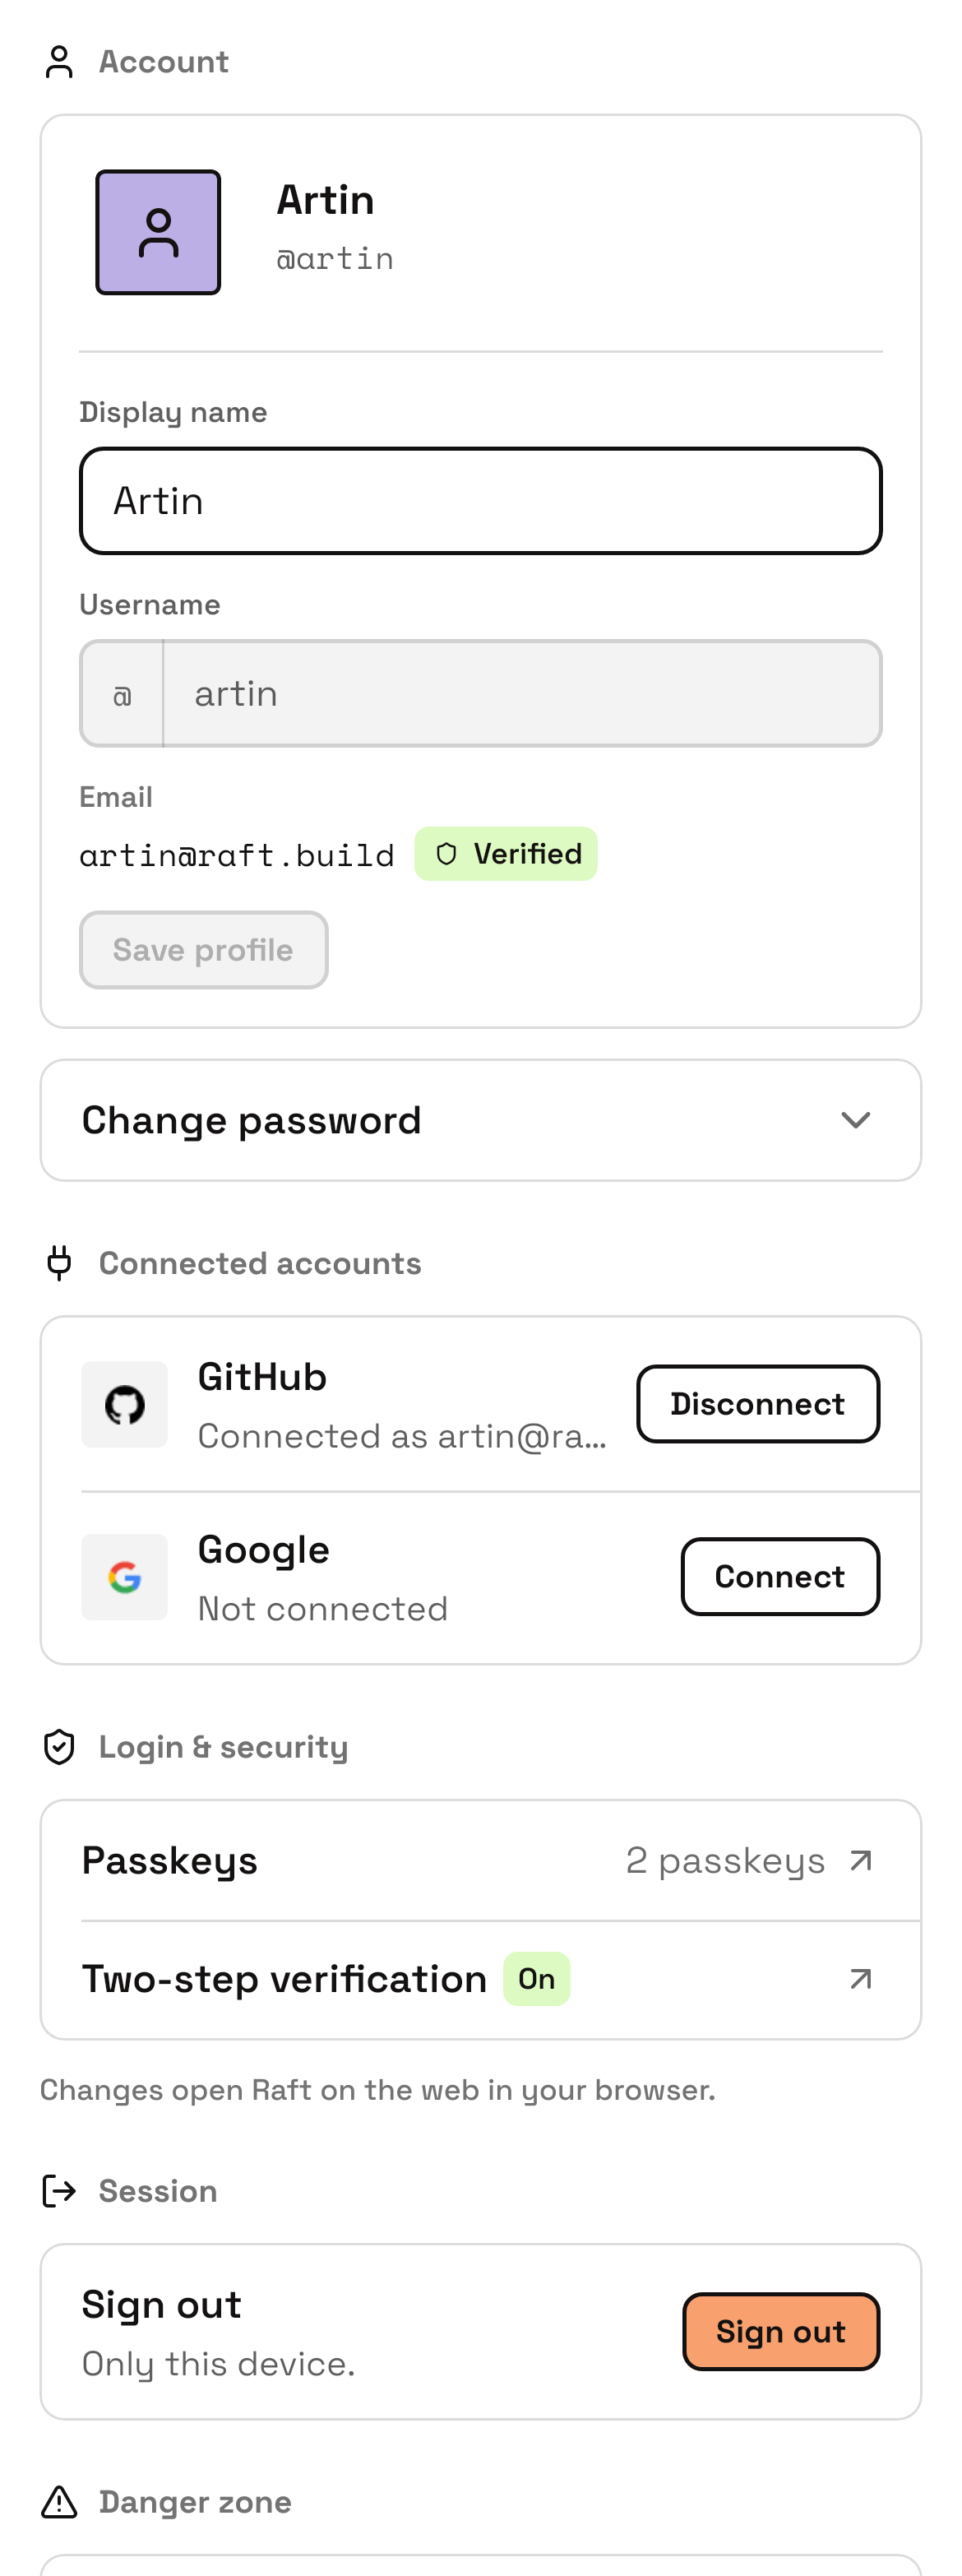 Account
Artin
@artin
Display name
Artin
Username
@ artin
Email
artin@raft.build Verified
Save profile
Change password
Connected accounts
GitHub
Connected as artin@ra...
Disconnect
Google
Not connected
Connect
Login & security
Passkeys 2 passkeys
Two-step verification On
Changes open Raft on the web in your browser.
Session
Sign out
Only this device.
Sign out
Danger zone